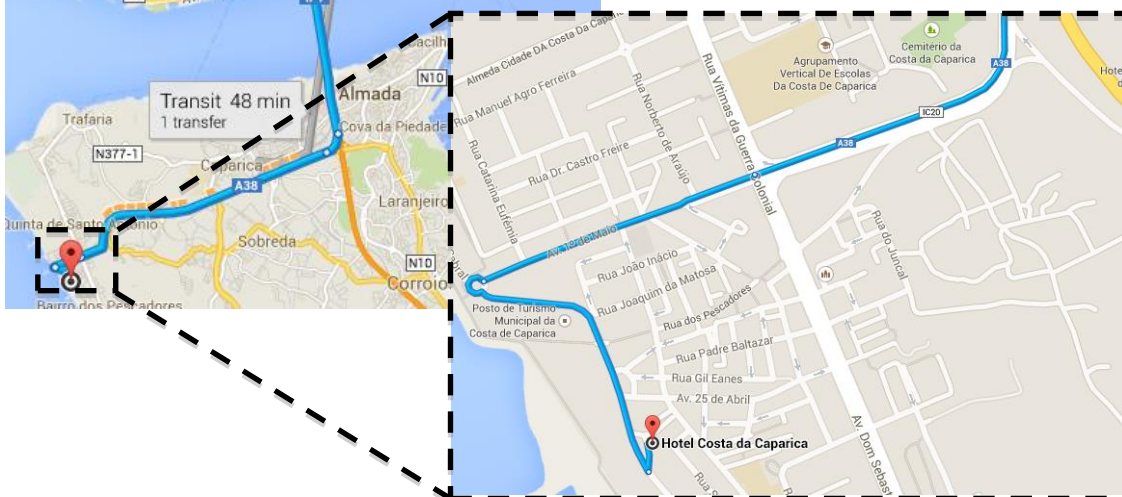 Cacilh
N10
Transit 48 min
1 transfer
Almada
Trafaria
Cova da Piedade
N377-1
Caparica
A38
Laranjeiro
Quinta de Santo António
Sobreda
N10
Corroio
Bairro dos Pescadores
Almeda Cidade DA Costa Da Caparica
Rua Manuel Agro Ferreira
Rua Norberto de Araújo
Rua Vítimas da Guerra Colonial
Agrupamento
Vertical De Escolas
Da Costa De Caparica
Cemitério da
Costa da Caparica
A38
Hotel
IC20
A38
Rua Catarina Eufémia
Rua Dr. Castro Freire
Av. 1º de Maio
Rua do Juncal
Rua João Inácio
Rua Joaquim da Matosa
Posto de Turismo
Municipal da
Costa de Caparica
Rua dos Pescadores
Rua Padre Baltazar
Rua Gil Eanes
Av. 25 de Abril
Hotel Costa da Caparica
Av. Dom Sebast